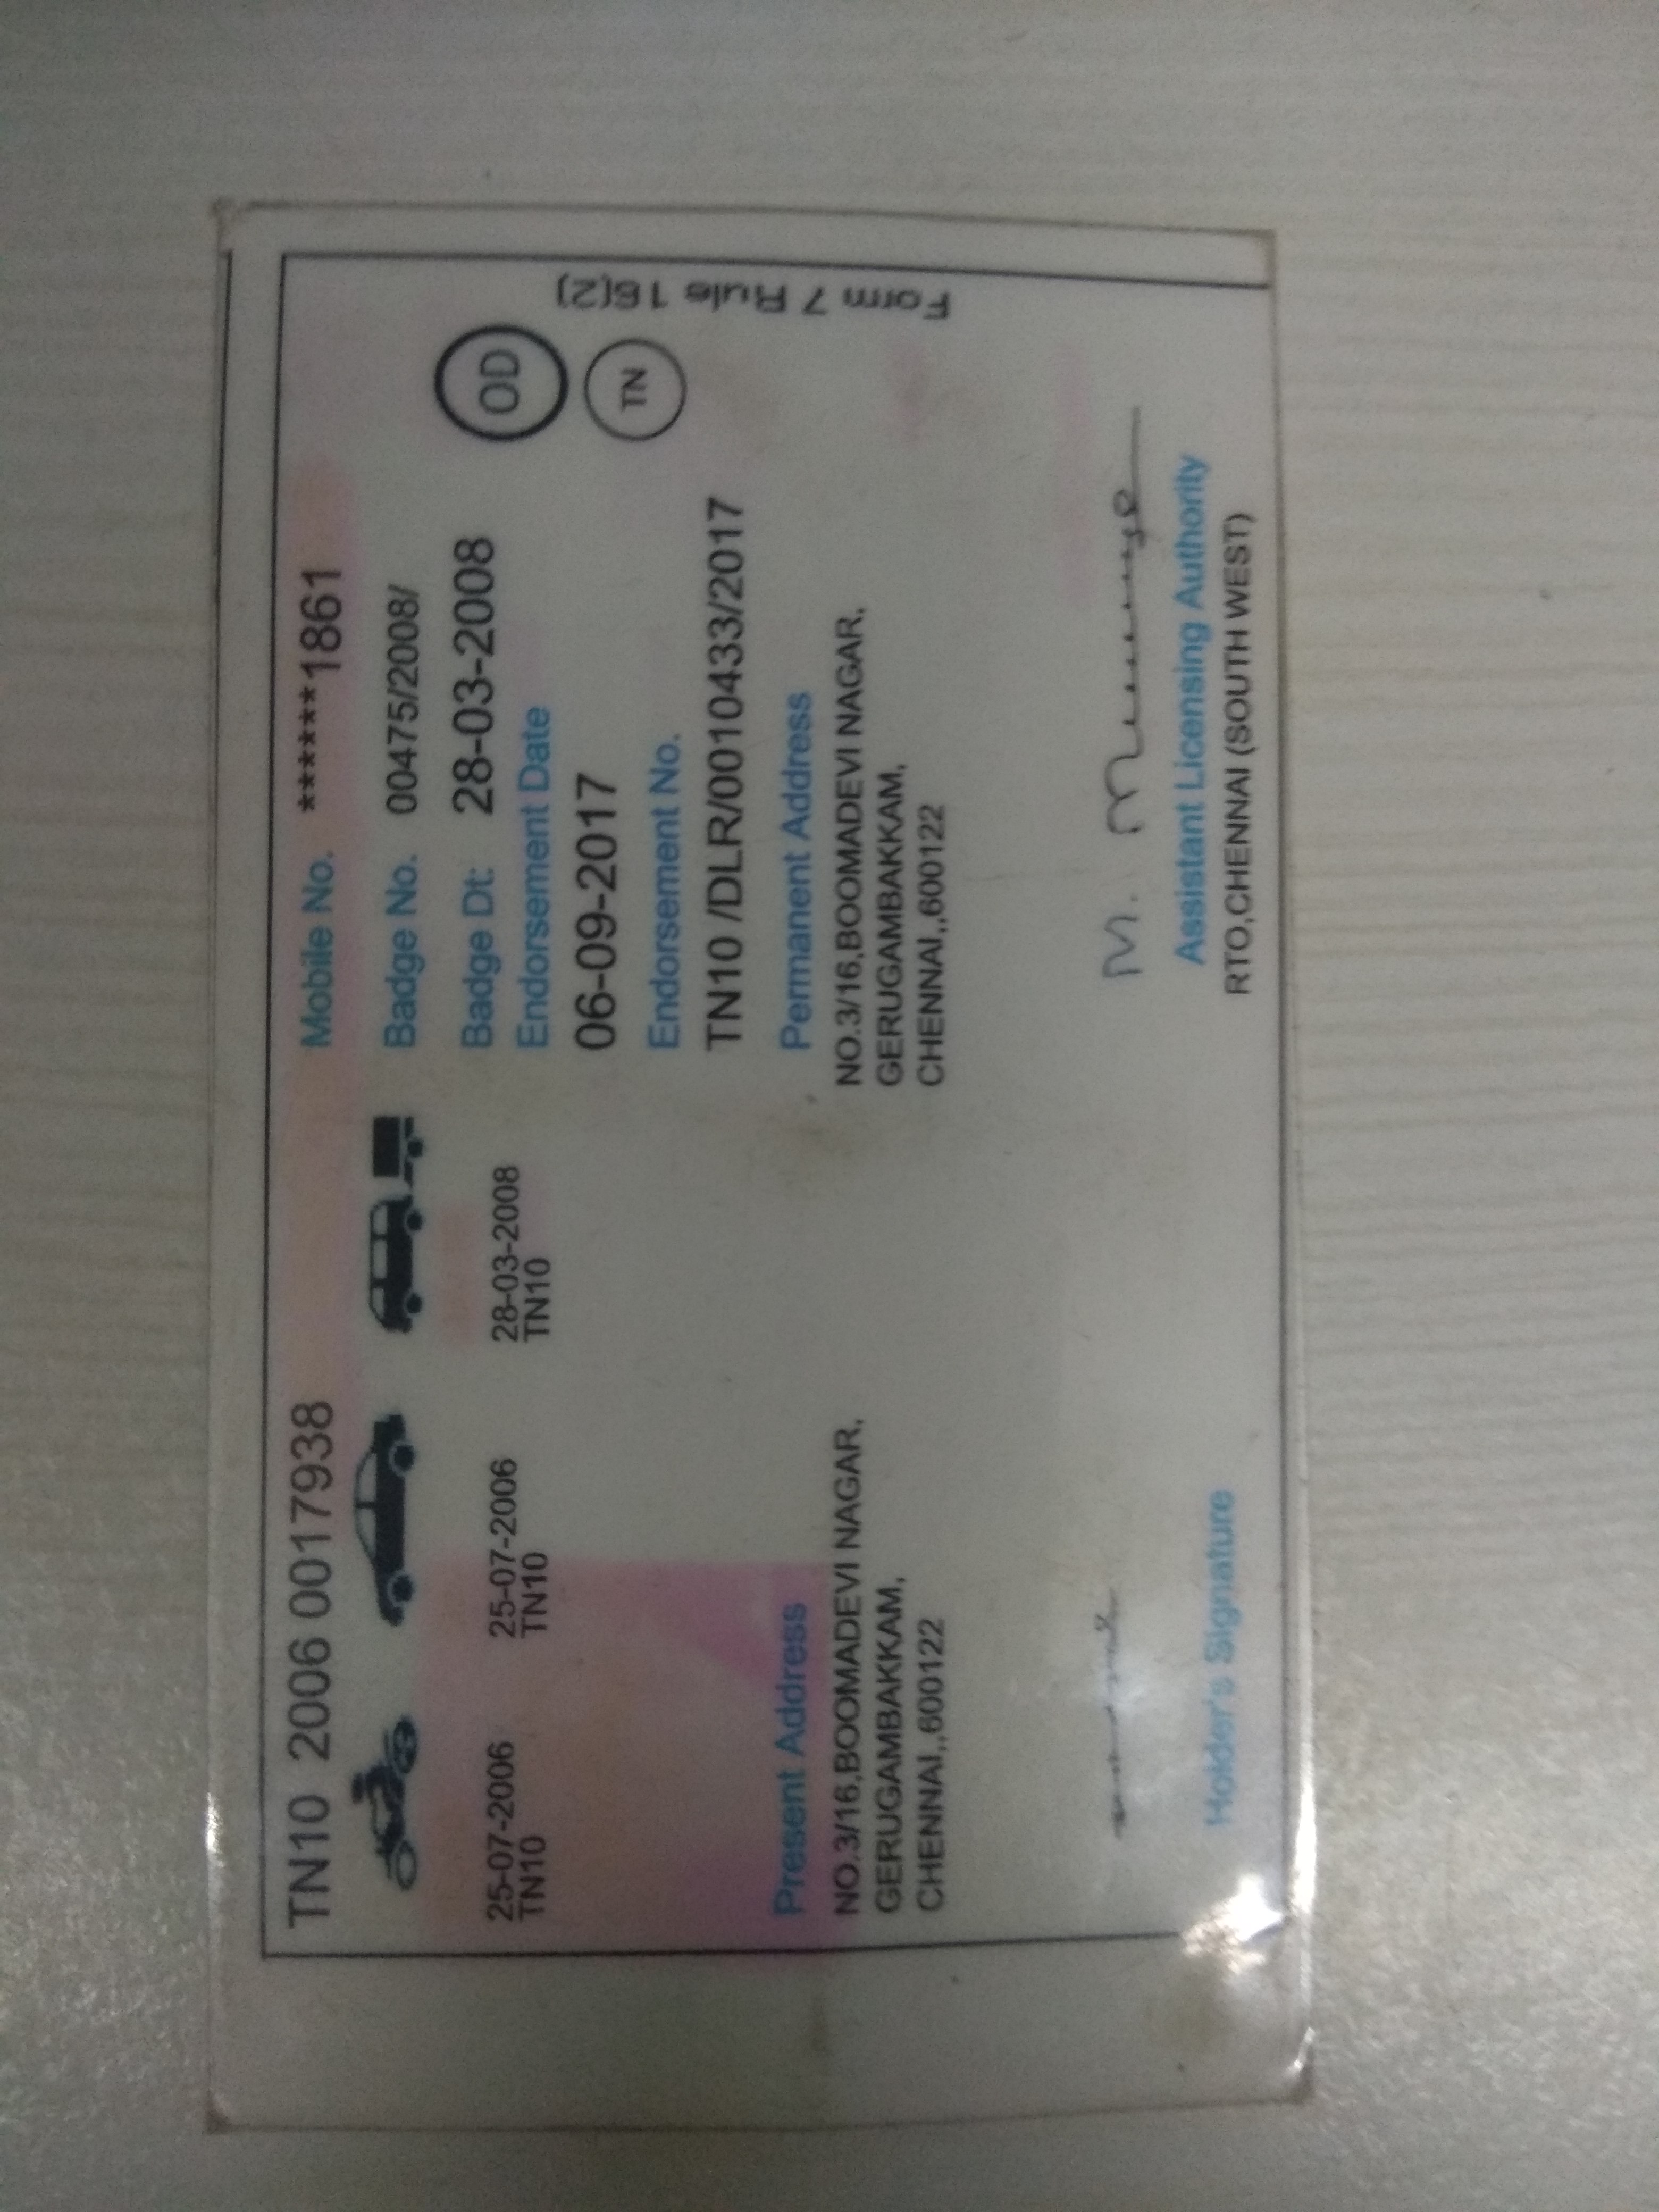 TN10 2006 0017938
Mobile No. ******1861
Badge No. 00475/2008/
Badge Dt: 28-03-2008
OD
TN
Form 7 Rule 16(2)
25-07-2006
TN10
25-07-2006
TN10
28-03-2008
TN10
Endorsement Date
06-09-2017
Endorsement No.
TN10 /DLR/0010433/2017
Present Address
NO.3/16,BOOMADEVI NAGAR,
GERUGAMBAKKAM,
CHENNAI,,600122
Permanent Address
NO.3/16,BOOMADEVI NAGAR,
GERUGAMBAKKAM,
CHENNAI,,600122
Holder's Signature
Assistant Licensing Authority
RTO,CHENNAI (SOUTH WEST)